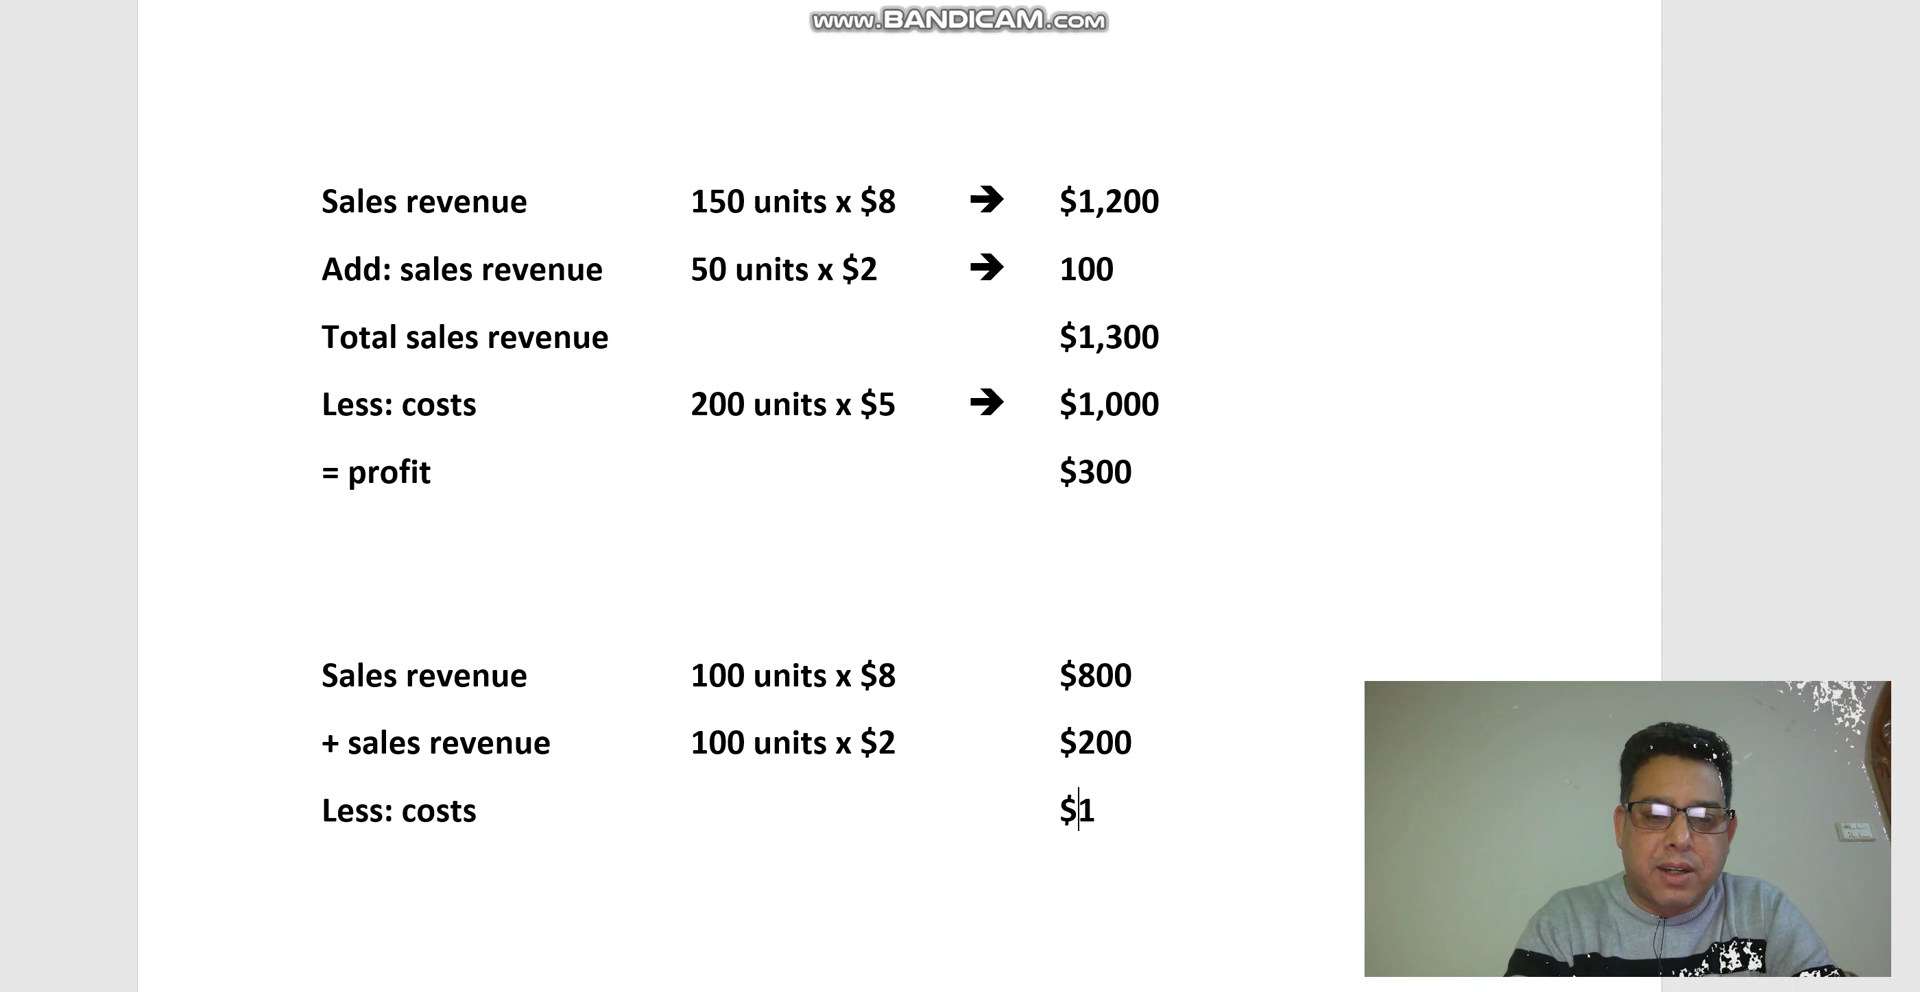 www.BANDICAM.com
Sales revenue 150 units x $8 ➔ $1,200
Add: sales revenue 50 units x $2 ➔ 100
Total sales revenue $1,300
Less: costs 200 units x $5 ➔ $1,000
= profit $300
Sales revenue 100 units x $8 $800
+ sales revenue 100 units x $2 $200
Less: costs $1